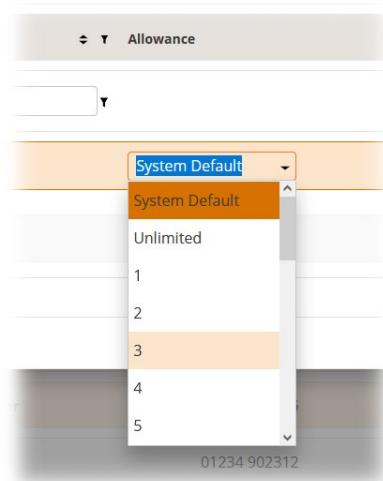 Allowance
System Default
System Default
Unlimited
1
2
3
4
5
01234 902312